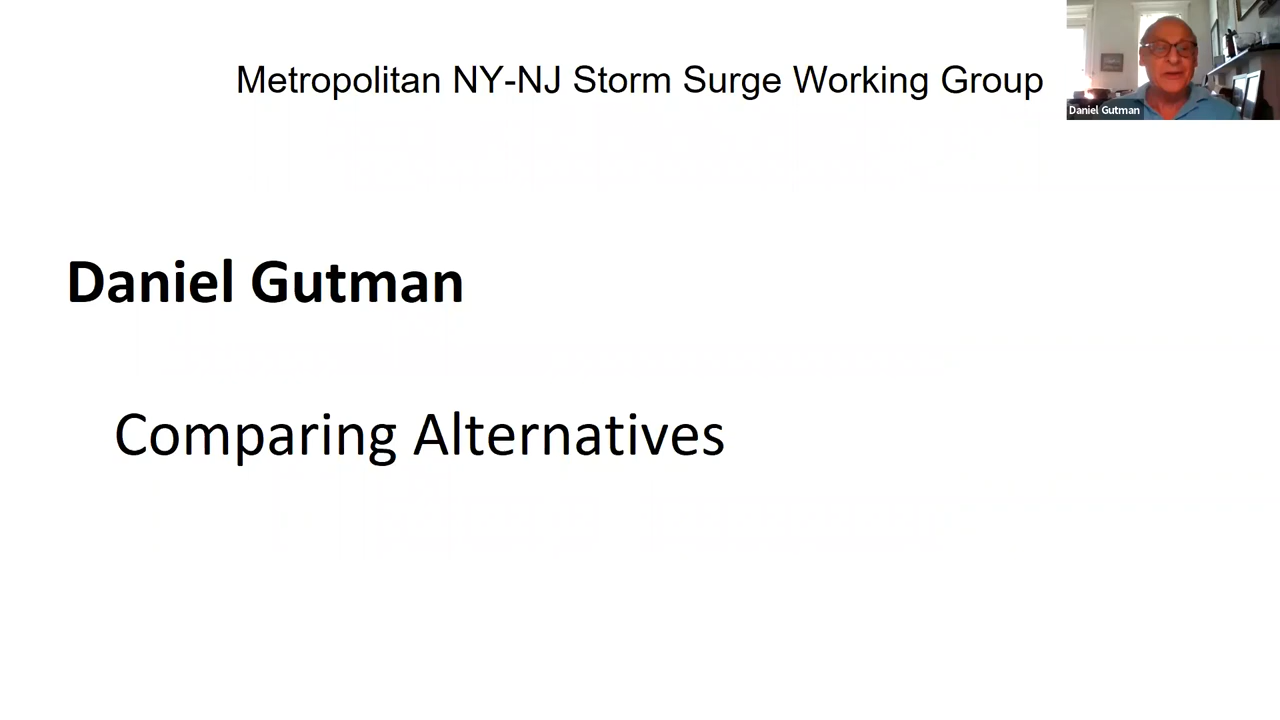 Metropolitan NY-NJ Storm Surge Working Group
Daniel Gutman
Daniel Gutman
Comparing Alternatives